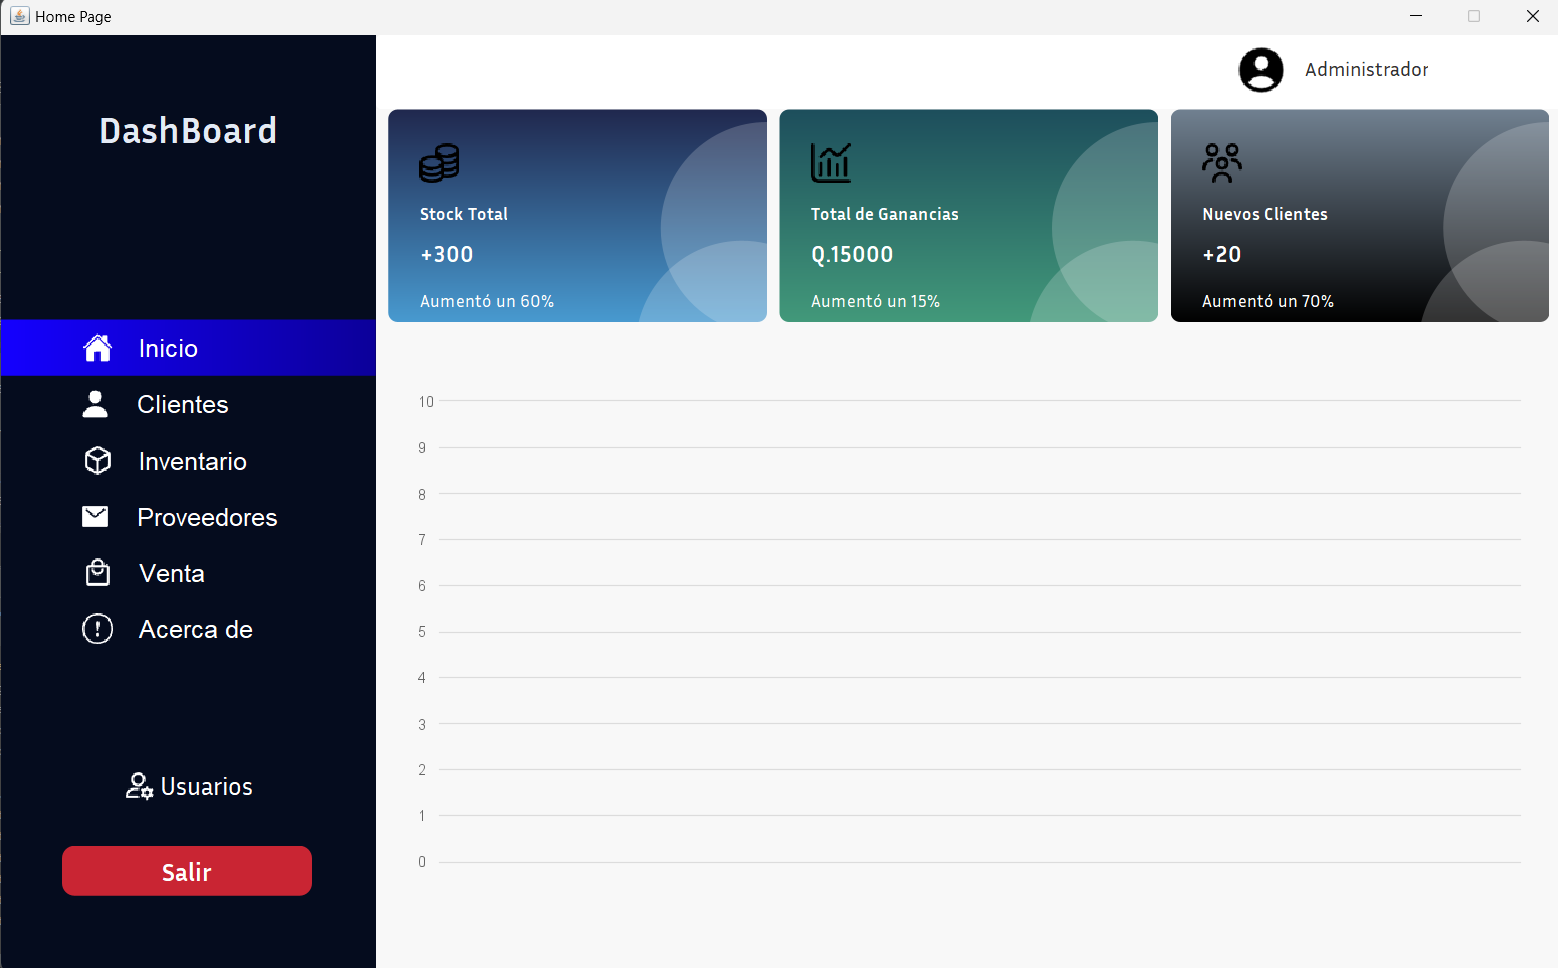 Home Page
Administrador
DashBoard
Stock Total
+300
Aumentó un 60%
Total de Ganancias
Q.15000
Aumentó un 15%
Nuevos Clientes
+20
Aumentó un 70%
Inicio
Clientes
Inventario
Proveedores
Venta
Acerca de
Usuarios
Salir
10
9
8
7
6
5
4
3
2
1
0